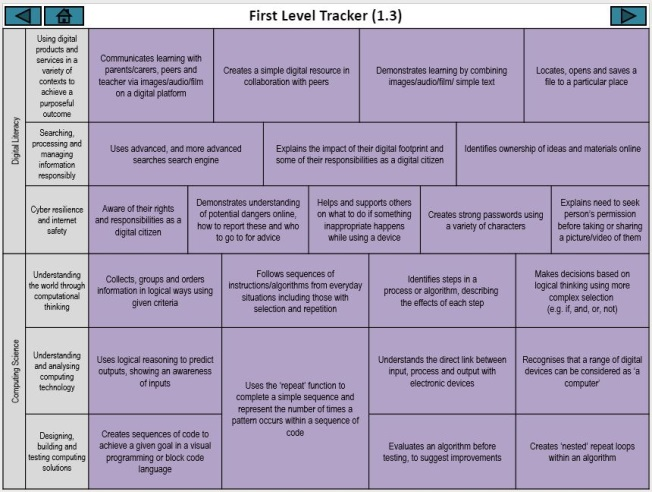 First Level Tracker (1.3)
Digital Literacy
Using digital
products and
services in a
variety of
contexts to
achieve a
purposeful
outcome
Communicates learning with
parents/carers, peers and
teacher via images/audio/film
on a digital platform
Creates a simple digital resource in
collaboration with peers
Demonstrates learning by combining
images/audio/film/ simple text
Locates, opens and saves a
file to a particular place
Searching,
processing and
managing
information
responsibly
Uses advanced, and more advanced
searches search engine
Explains the impact of their digital footprint and
some of their responsibilities as a digital citizen
Identifies ownership of ideas and materials online
Cyber resilience
and internet
safety
Aware of their rights
and responsibilities as a
digital citizen
Demonstrates understanding
of potential dangers online,
how to report these and who
to go to for advice
Helps and supports others
on what to do if something
inappropriate happens
while using a device
Creates strong passwords using
a variety of characters
Explains need to seek
person's permission
before taking or sharing
a picture/video of them
Computing Science
Understanding
the world through
computational
thinking
Collects, groups and orders
information in logical ways using
given criteria
Follows sequences of
instructions/algorithms from everyday
situations including those with
selection and repetition
Identifies steps in a
process or algorithm, describing
the effects of each step
Makes decisions based on
logical thinking using more
complex selection
(e.g. if, and, or, not)
Understanding
and analysing
computing
technology
Uses logical reasoning to predict
outputs, showing an awareness
of inputs
Uses the 'repeat' function to
complete a simple sequence and
represent the number of times a
pattern occurs within a sequence of
code
Understands the direct link between
input, process and output with
electronic devices
Recognises that a range of digital
devices can be considered as 'a
computer'
Designing,
building and
testing computing
solutions
Creates sequences of code to
achieve a given goal in a visual
programming or block code
language
Evaluates an algorithm before
testing, to suggest improvements
Creates 'nested' repeat loops
within an algorithm